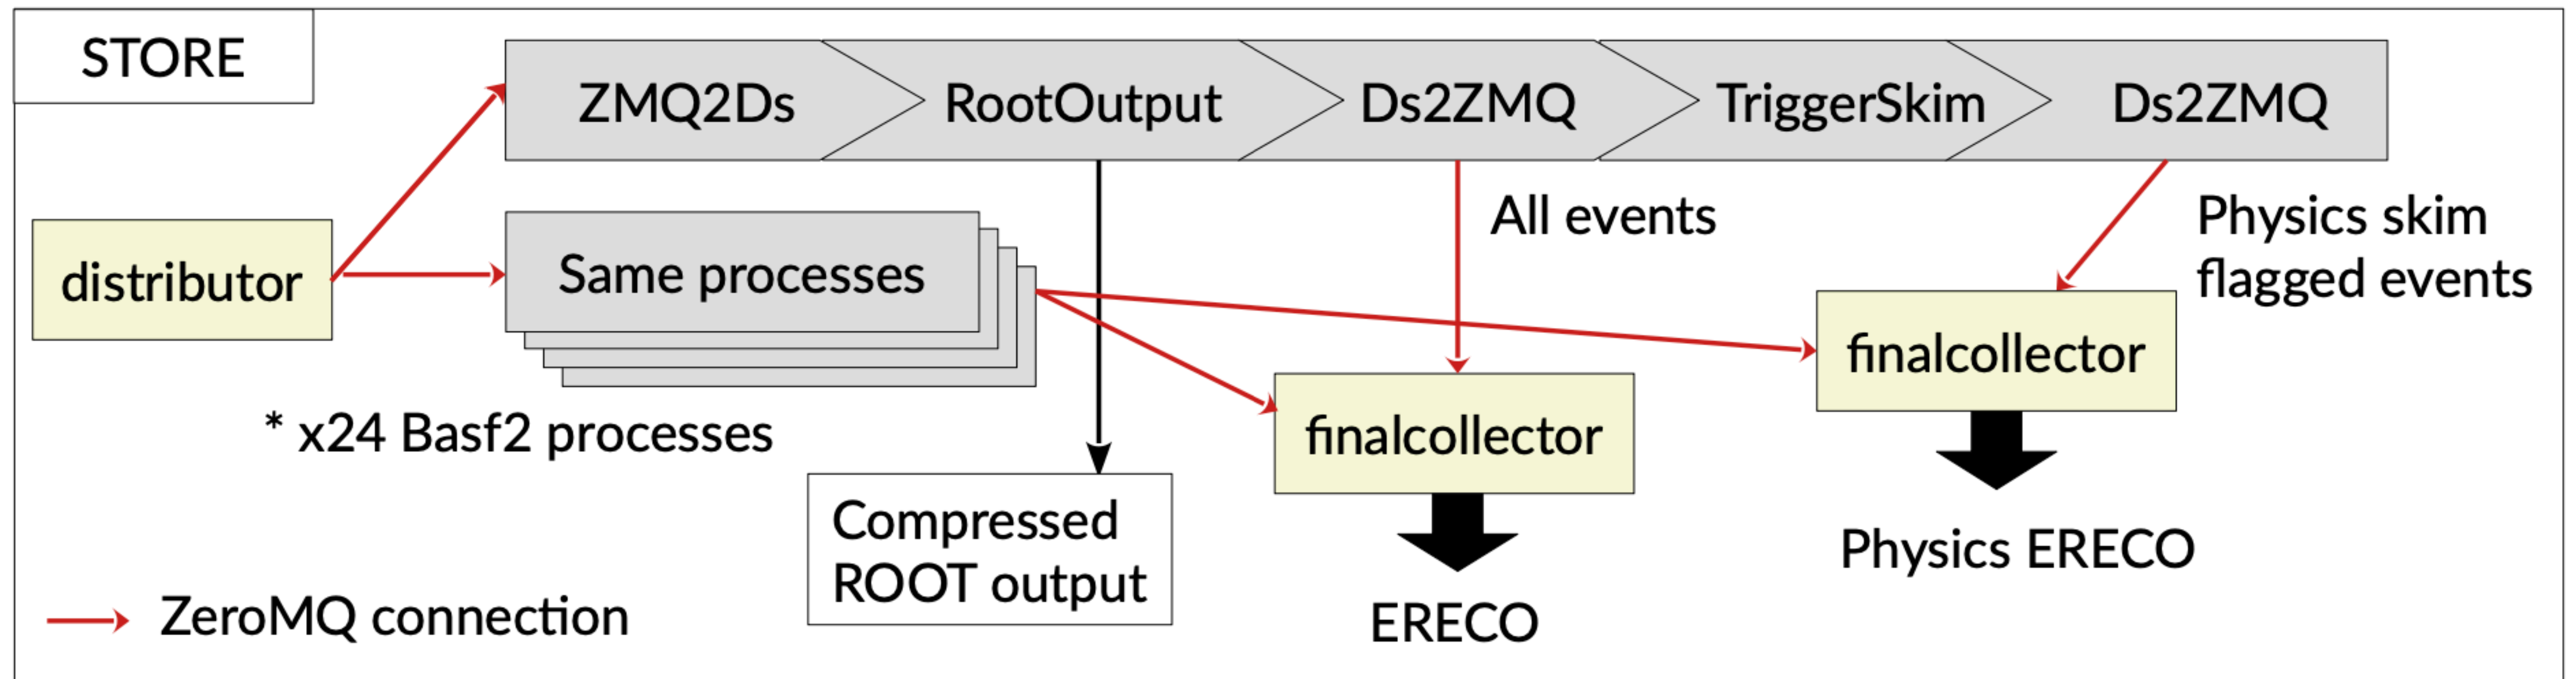 STORE
ZMQ2Ds
RootOutput
Ds2ZMQ
TriggerSkim
Ds2ZMQ
distributor
Same processes
All events
Physics skim
flagged events
finalcollector
finalcollector
* x24 Basf2 processes
Compressed
ROOT output
Physics ERECO
ERECO
ZeroMQ connection